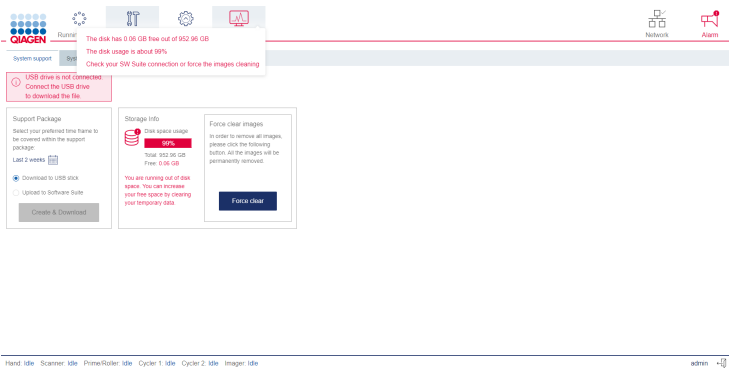 QIAGEN
Runni
Network
Alarm
The disk has 0.06 GB free out of 952.96 GB
The disk usage is about 99%
Check your SW Suite connection or force the images cleaning
System support
Sys
USB drive is not connected.
Connect the USB drive
to download the file
Support Package
Select your preferred time frame to
be covered within the support
package:
Last 2 weeks
Download to USB stick
Upload to Software Suite
Create & Download
Storage Info
Disk space usage
99%
Total: 952.96 GB
Free: 0.06 GB
You are running out of disk
space. You can increase
your free space by clearing
your temporary data
Force clear images
In order to remove all images,
please click the following
button. All the images will be
permanently removed.
Force clear
Hand: Idle Scanner: Idle Prime/Roller: Idle Cycler 1: Idle Cycler 2: Idle Imager: Idle
admin